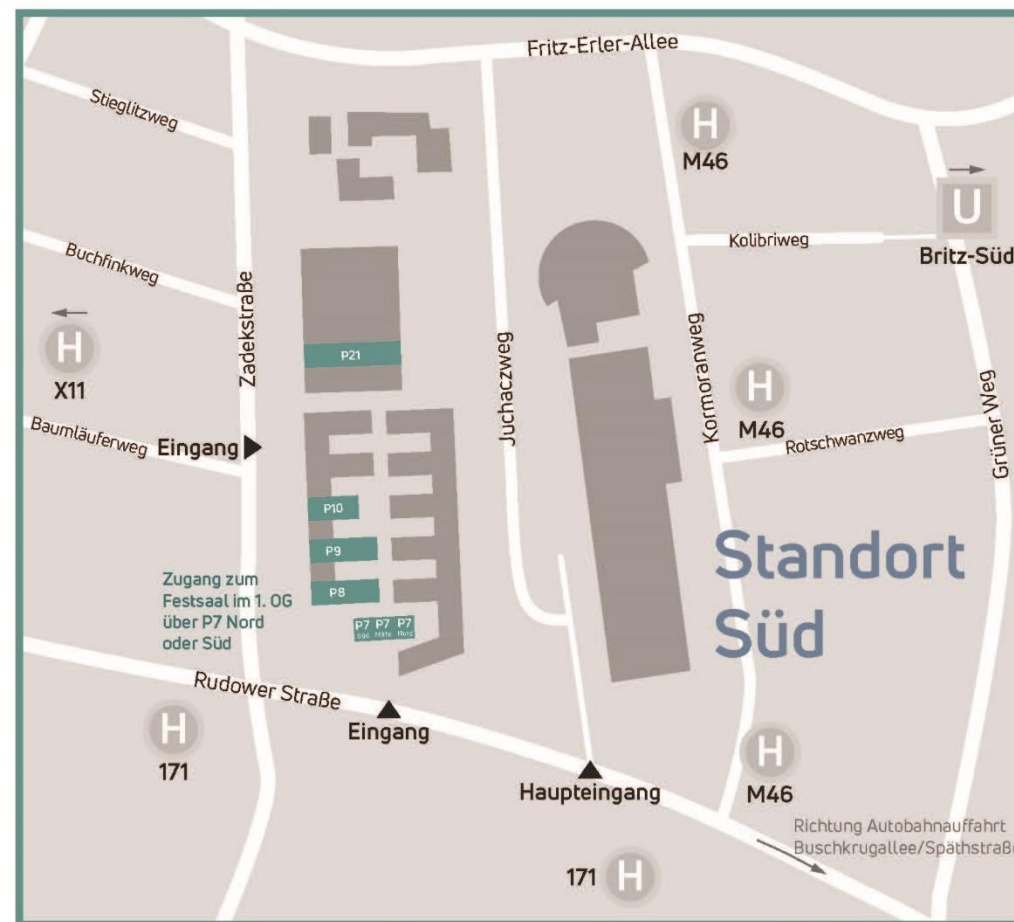 Fritz-Erler-Allee
Stieglitzweg
H
M46
U
Britz-Süd
Kolibriweg
Buchfinkweg
Zadekstraße
H
X11
P21
Juchaczweg
Kormoranweg
H
M46
Grüner Weg
Baumläuferweg
Eingang
Rotschwanzweg
P10
P9
P8
Standort
Süd
Zugang zum
Festsaal im 1. OG
über P7 Nord
oder Süd
P7 P7 P7
Süd Mitte Nord
Rudower Straße
Eingang
H
171
Haupteingang
H
M46
Richtung Autobahnauffahrt
Buschkrugallee/Späthstraße
171 H